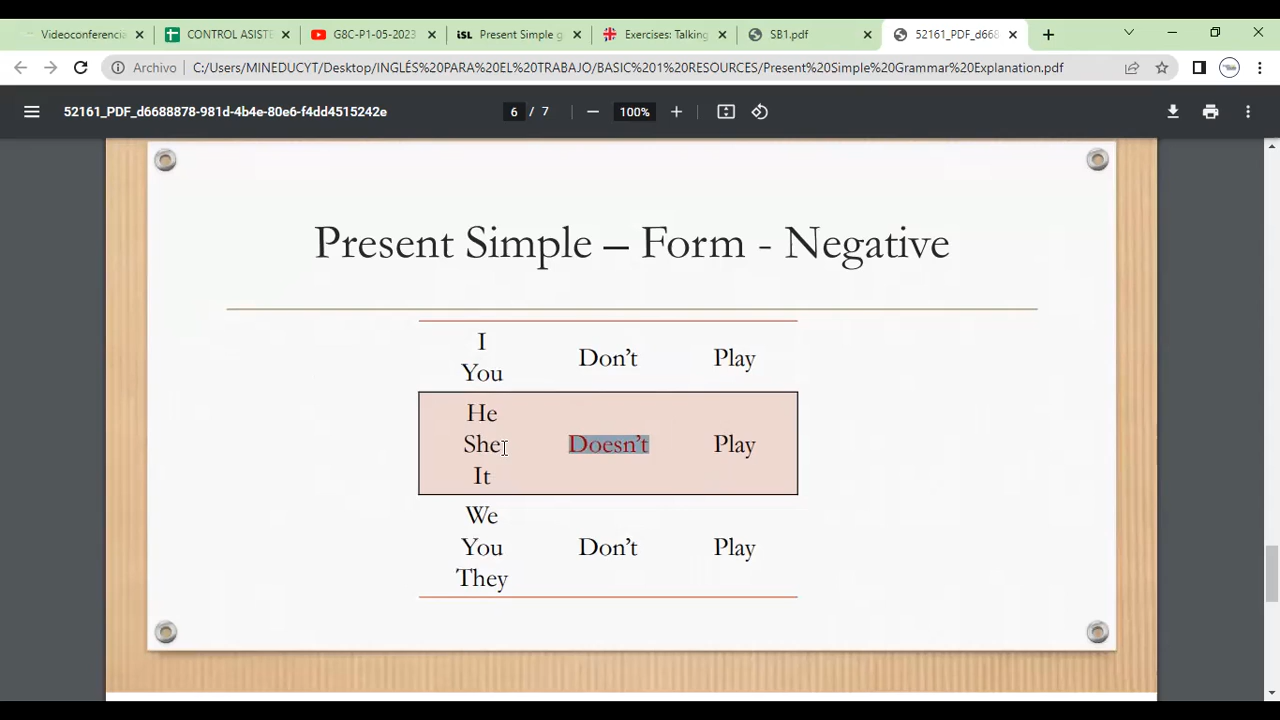 Videoconferencia
CONTROL ASISTE
G8C-P1-05-2023
isl Present Simple g
Exercises: Talking
SB1.pdf
52161_PDF_d668
Archivo
C:/Users/MINEDUCYT/Desktop/INGLÉS%20PARA%20EL%20TRABAJO/BASIC%201%20RESOURCES/Present%20Simple%20Grammar%20Explanation.pdf
52161_PDF_d6688878-981d-4b4e-80e6-f4dd4515242e
6 / 7
100%
Present Simple – Form - Negative
I
You
Don't
Play
He
She
It
Doesn't
Play
We
You
They
Don't
Play